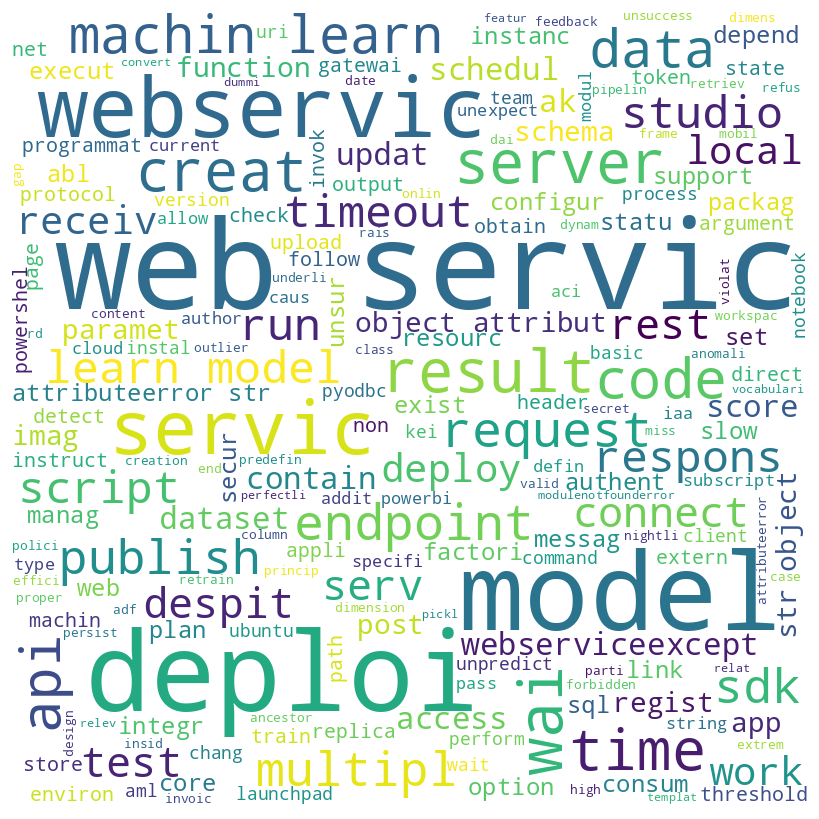 featur feedback unsuccess dimens
machin learn uri instanc data depend
net convert function gatewai schedul state
execut dummi date pipelin token retriev refus
webservic team ak modul studio
unexpect frame mobil
programmat current creat invok updat schema dai server local
gap abl output support
protocol version onlin configur process packag
receiv allow check timeout obtain dynam statu argument
page upload rais
follow underli web servic violat notebook
powershel caus aci
content author run unsur object attribut rest workspac set
paramet resourc
rd cloud instal outlier class basic anomali
learn model result code direct
attributeerror str pyodbc header secret vocabulari
detect servic exist iaa score
imag non kei request miss slow
instruct creation end predefin respons
secur contain deploy defin authent subscript
script perfectli addit powerbi valid modulenotfounderror
manag dataset endpoint connect object
column messag nightli client attributeerror
polici publish appli factori command extern case
type specifi
effici web retrain princip serv model str
proper machin adf despit dimension pickl
persist plan ubuntu path post webserviceexcept
deploi unpredict parti link relat
api pass forbidden sdk
design relev integr ancestor access wai sql regist
insid train replica string app
store test chang perform time extrem
core multipl wait work
environ aml invoic launchpad option high consum templat threshold